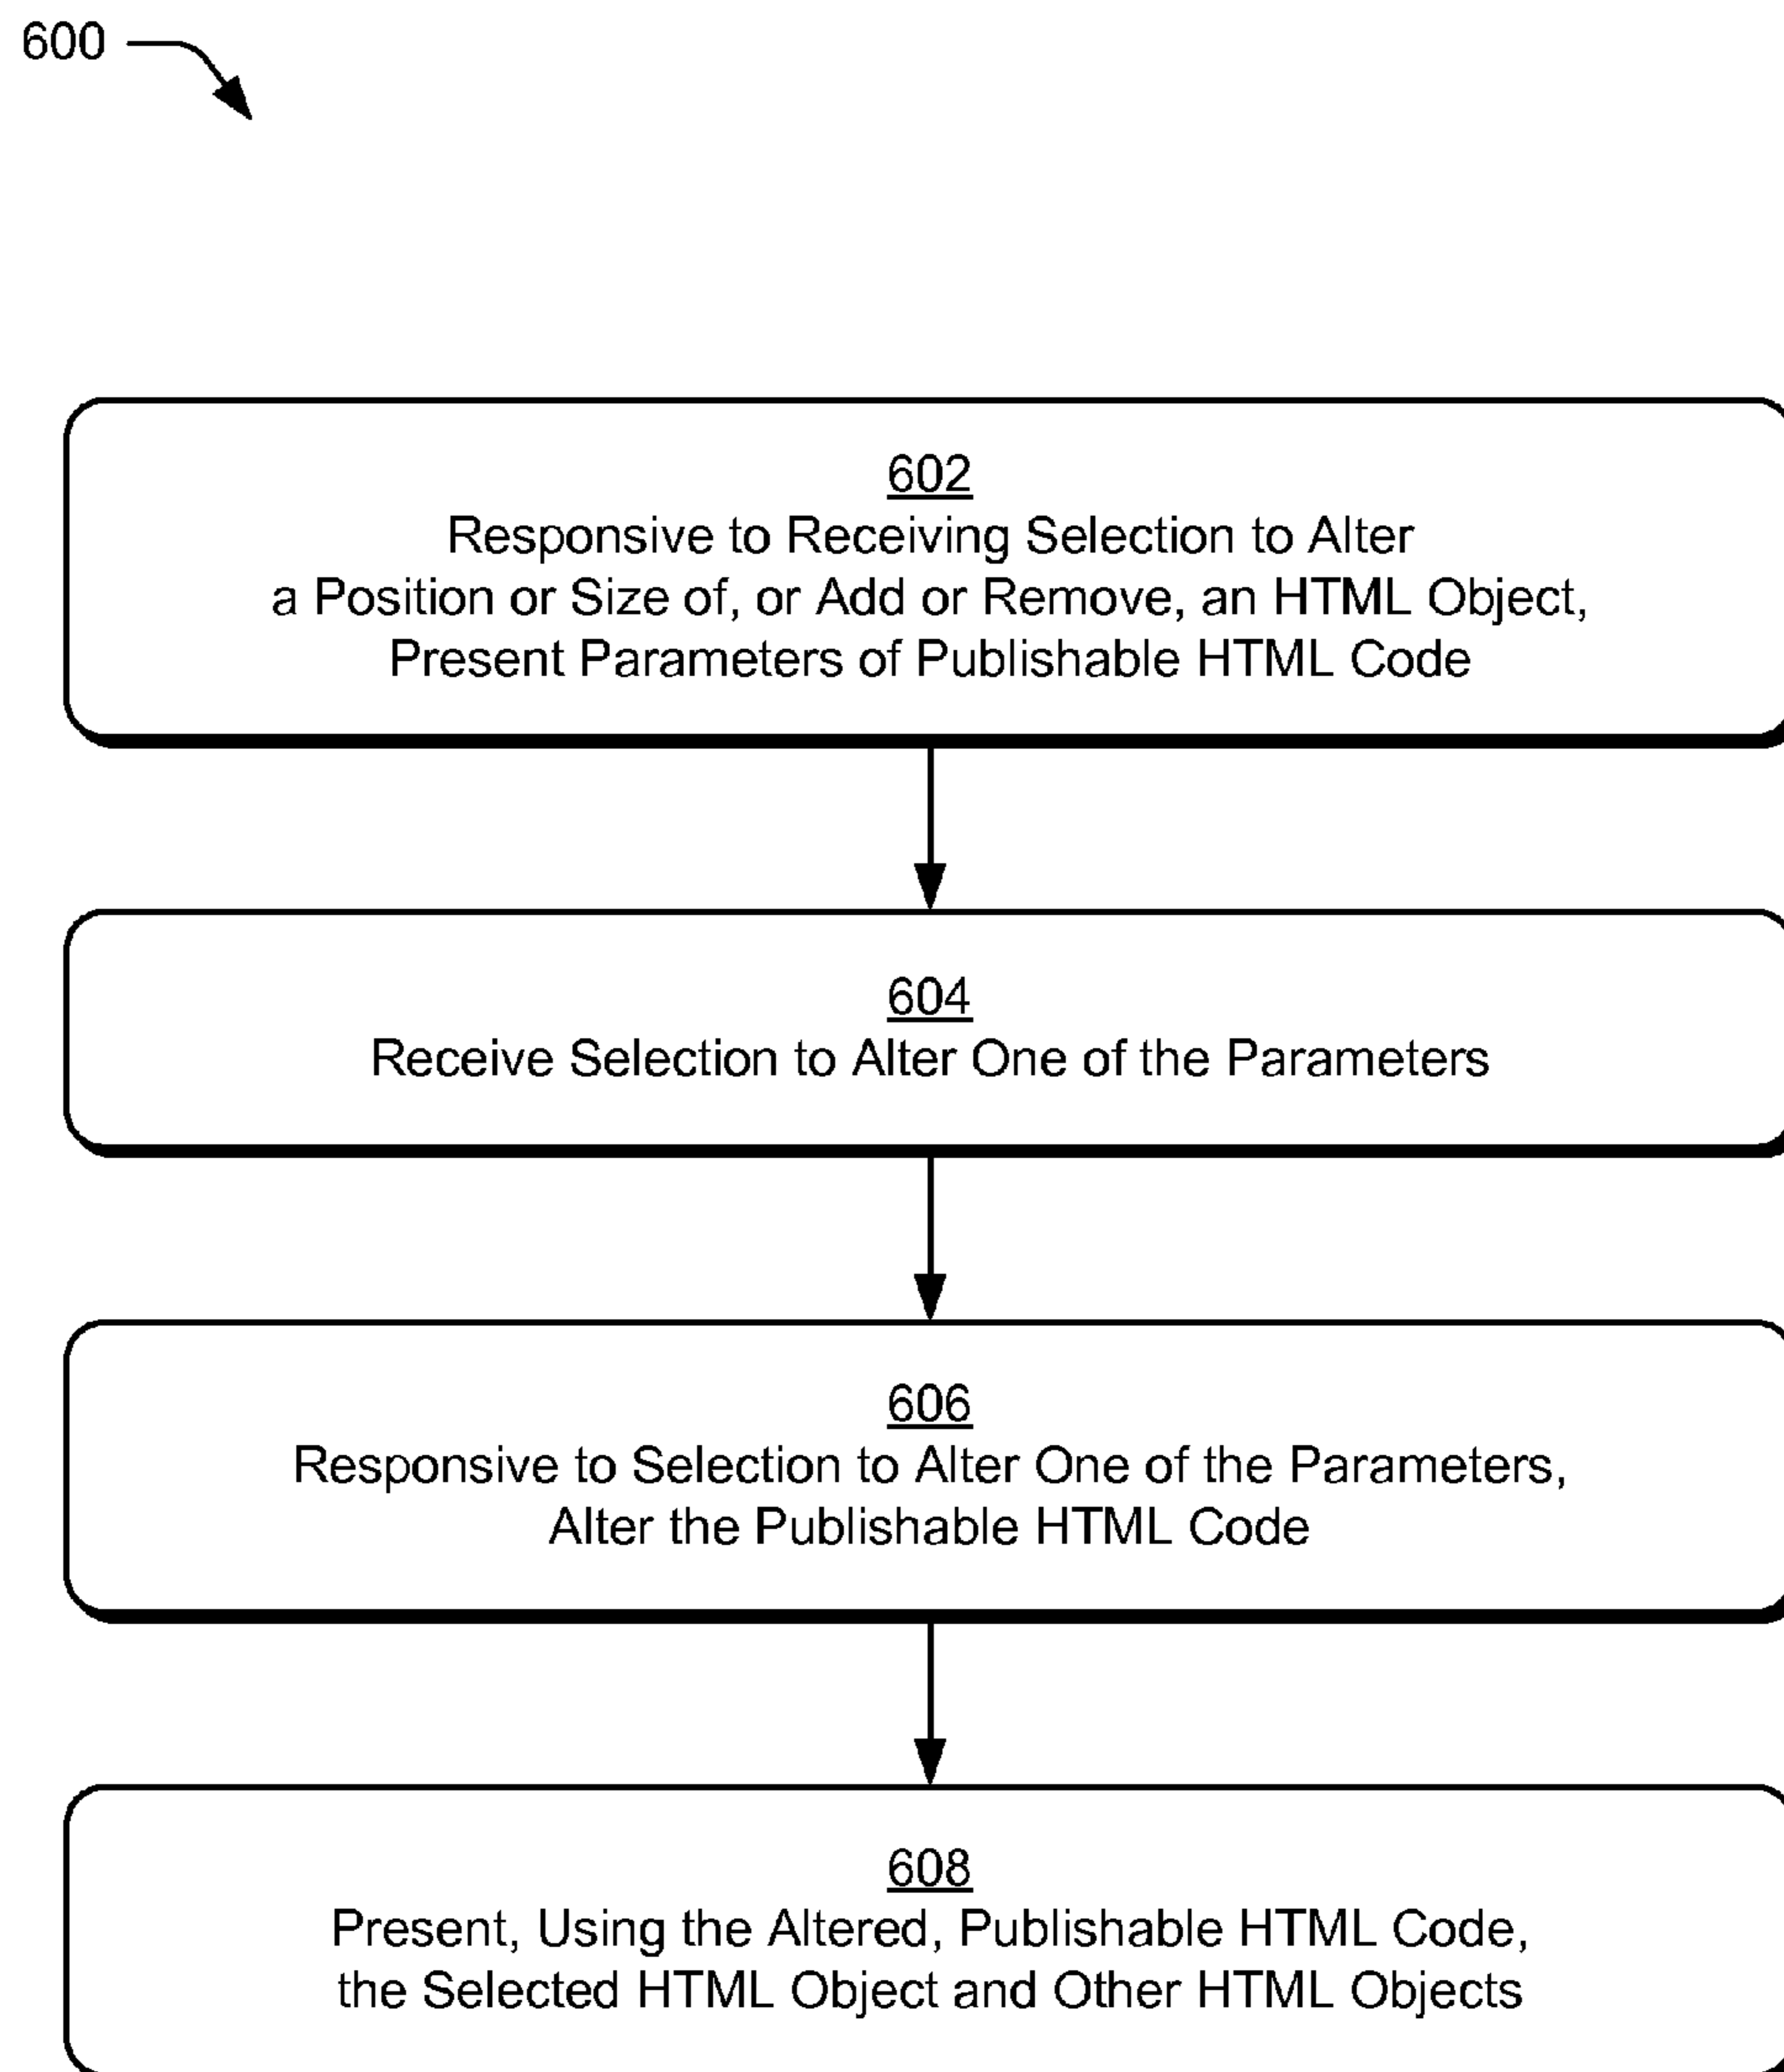 600
602
Responsive to Receiving Selection to Alter
a Position or Size of, or Add or Remove, an HTML Object,
Present Parameters of Publishable HTML Code
604
Receive Selection to Alter One of the Parameters
606
Responsive to Selection to Alter One of the Parameters,
Alter the Publishable HTML Code
608
Present, Using the Altered, Publishable HTML Code,
the Selected HTML Object and Other HTML Objects